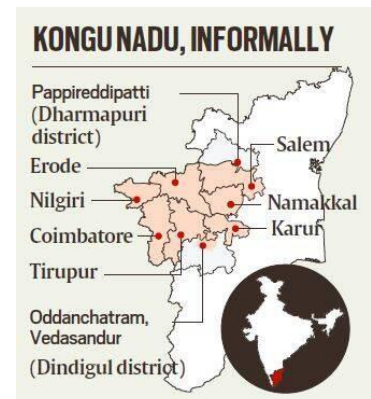 KONGU NADU, INFORMALLY
Pappireddipatti
(Dharmapuri
district)
Salem
Erode
Nilgiri
Namakkal
Coimbatore
Karur
Tirupur
Oddanchatram,
Vedasandur
(Dindigul district)